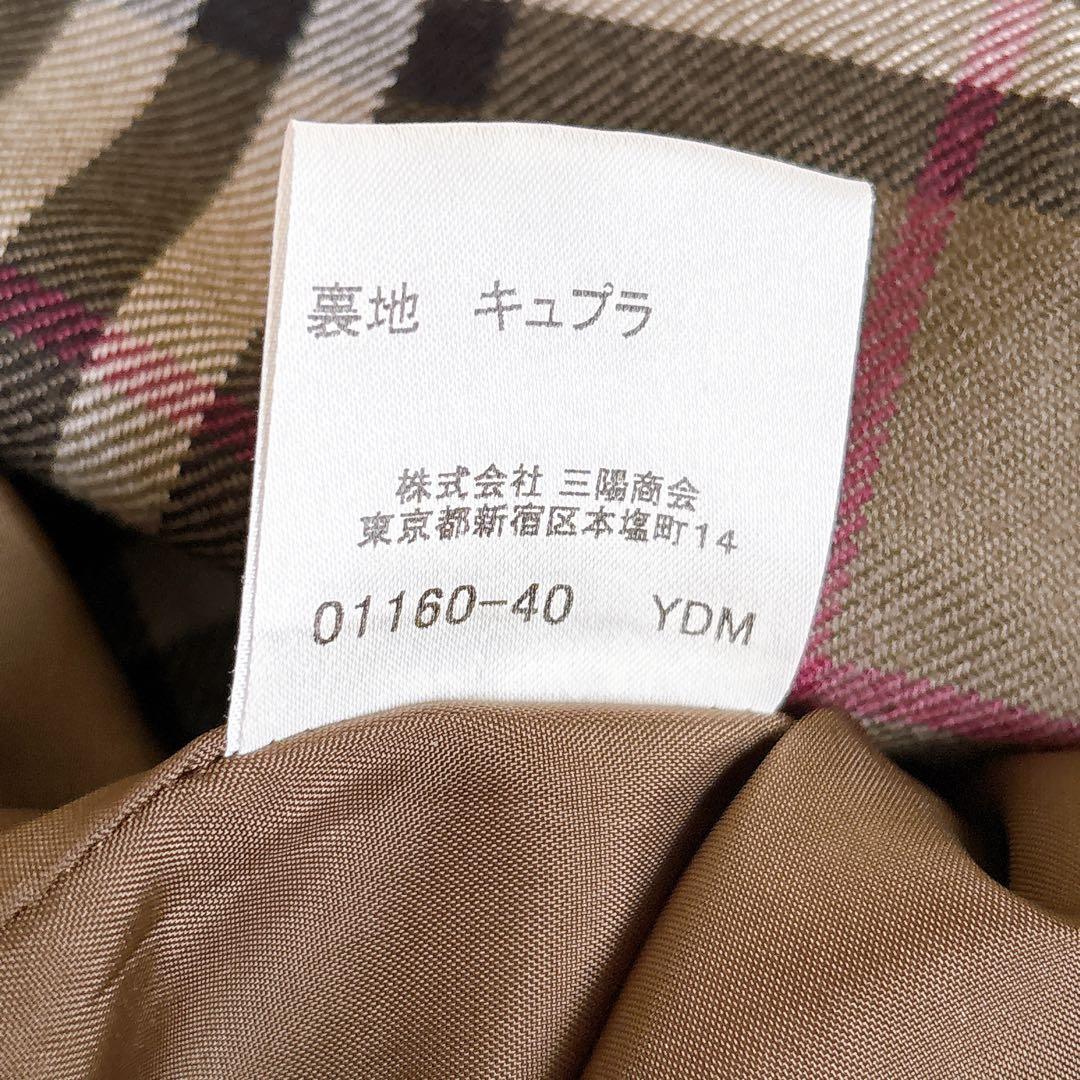 裏地　キュプラ
株式会社 三陽商会
東京都新宿区本塩町14
01160-40　YDM